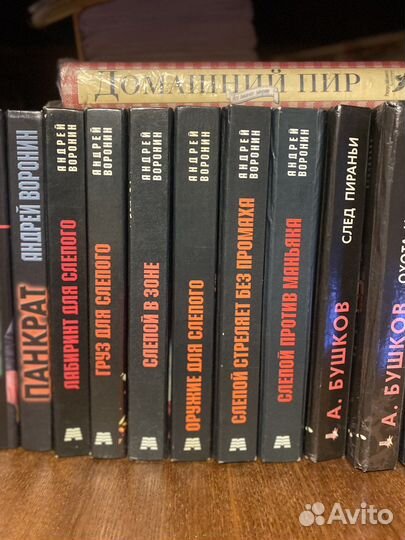 Домашний пир
ПАНКРАТ АНДРЕЙ ВОРОНИН
ЛАБИРИНТ ДЛЯ СЛЕПОГО
АНДРЕЙ
ВОРОНИН
ГРУЗ ДЛЯ СЛЕПОГО
АНДРЕЙ
ВОРОНИН
СЛЕПОЙ В ЗОНЕ
АНДРЕЙ
ВОРОНИН
ОРУЖИЕ ДЛЯ СЛЕПОГО
АНДРЕЙ
ВОРОНИН
СЛЕПОЙ СТРЕЛЯЕТ БЕЗ ПРОМАХА
АНДРЕЙ
ВОРОНИН
СЛЕПОЙ ПРОТИВ МАНЬЯКА
АНДРЕЙ
ВОРОНИН
А. БУШКОВ СЛЕД ПИРАНЬИ
А. БУШКОВ ОХОТА
Avito